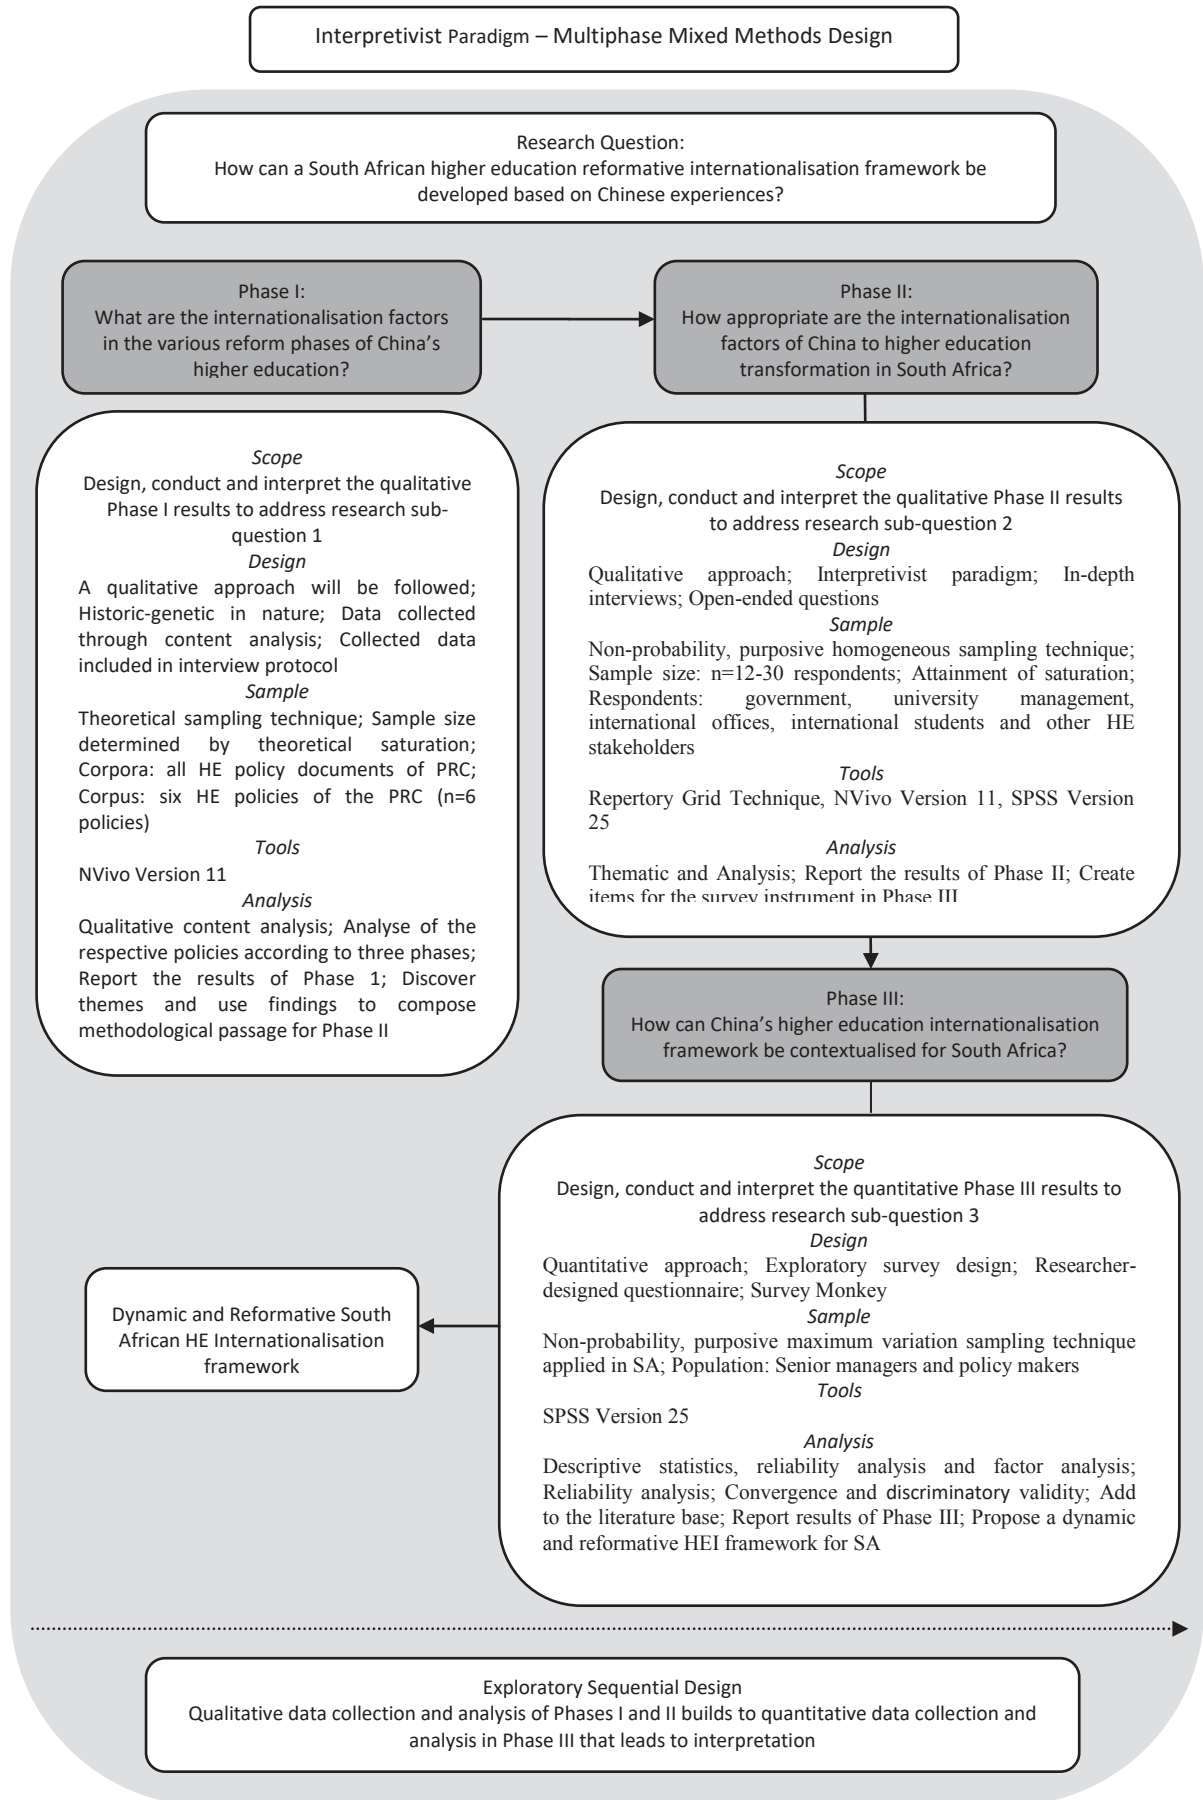 Interpretivist Paradigm – Multiphase Mixed Methods Design
Research Question:
How can a South African higher education reformative internationalisation framework be
developed based on Chinese experiences?
Phase I:
What are the internationalisation factors
in the various reform phases of China's
higher education?
Phase II:
How appropriate are the internationalisation
factors of China to higher education
transformation in South Africa?
Scope
Design, conduct and interpret the qualitative
Phase I results to address research sub-
question 1
Design
A qualitative approach will be followed;
Historic-genetic in nature; Data collected
through content analysis; Collected data
included in interview protocol
Sample
Theoretical sampling technique; Sample size
determined by theoretical saturation;
Corpora: all HE policy documents of PRC;
Corpus: six HE policies of the PRC (n=6
policies)
Tools
NVivo Version 11
Analysis
Qualitative content analysis; Analyse of the
respective policies according to three phases;
Report the results of Phase 1; Discover
themes and use findings to compose
methodological passage for Phase II
Scope
Design, conduct and interpret the qualitative Phase II results
to address research sub-question 2
Design
Qualitative approach; Interpretivist paradigm; In-depth
interviews; Open-ended questions
Sample
Non-probability, purposive homogeneous sampling technique;
Sample size: n=12-30 respondents; Attainment of saturation;
Respondents: government, university management,
international offices, international students and other HE
stakeholders
Tools
Repertory Grid Technique, NVivo Version 11, SPSS Version
25
Analysis
Thematic and Analysis; Report the results of Phase II; Create
items for the survey instrument in Phase III
Phase III:
How can China's higher education internationalisation
framework be contextualised for South Africa?
Scope
Design, conduct and interpret the quantitative Phase III results to
address research sub-question 3
Design
Quantitative approach; Exploratory survey design; Researcher-
designed questionnaire; Survey Monkey
Sample
Non-probability, purposive maximum variation sampling technique
applied in SA; Population: Senior managers and policy makers
Tools
SPSS Version 25
Analysis
Descriptive statistics, reliability analysis and factor analysis;
Reliability analysis; Convergence and discriminatory validity; Add
to the literature base; Report results of Phase III; Propose a dynamic
and reformative HEI framework for SA
Dynamic and Reformative South
African HE Internationalisation
framework
Exploratory Sequential Design
Qualitative data collection and analysis of Phases I and II builds to quantitative data collection and
analysis in Phase III that leads to interpretation